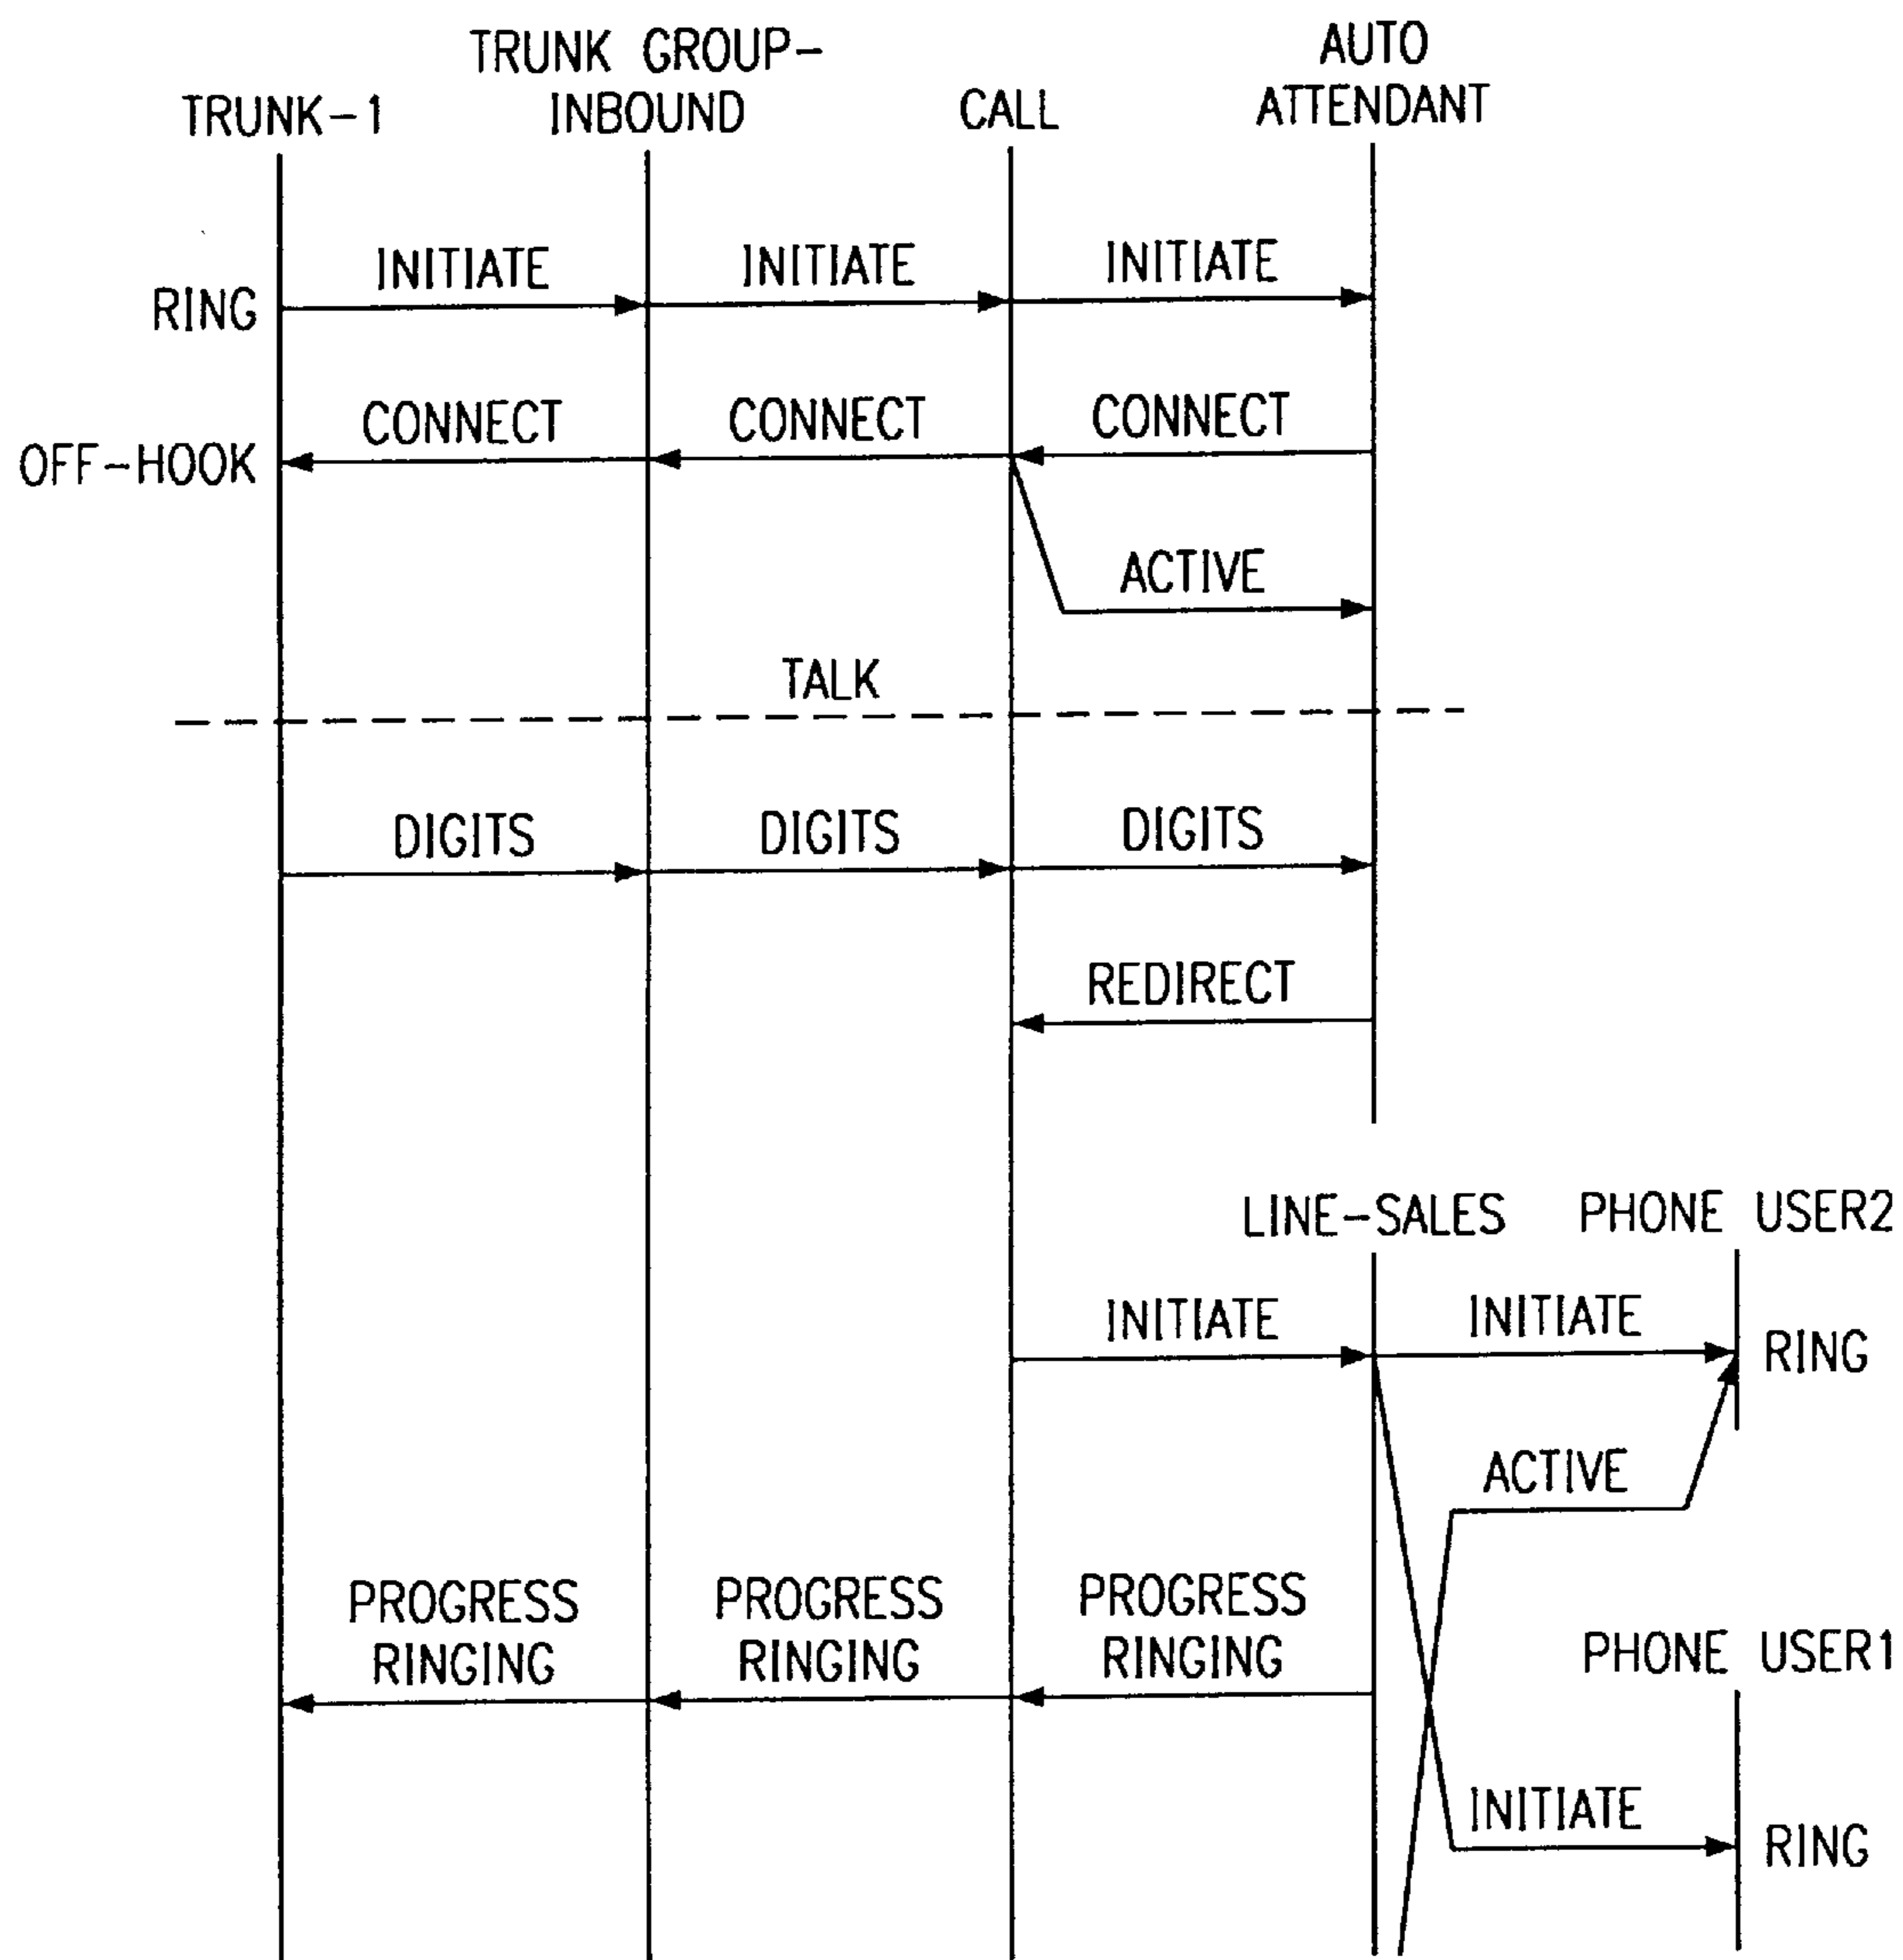 TRUNK-1
TRUNK GROUP-
INBOUND
CALL
AUTO
ATTENDANT
RING
INITIATE
INITIATE
INITIATE
OFF-HOOK
CONNECT
CONNECT
CONNECT
ACTIVE
TALK
DIGITS
DIGITS
DIGITS
REDIRECT
LINE-SALES
PHONE USER2
INITIATE
INITIATE
RING
ACTIVE
PROGRESS
RINGING
PROGRESS
RINGING
PROGRESS
RINGING
PHONE USER1
INITIATE
RING